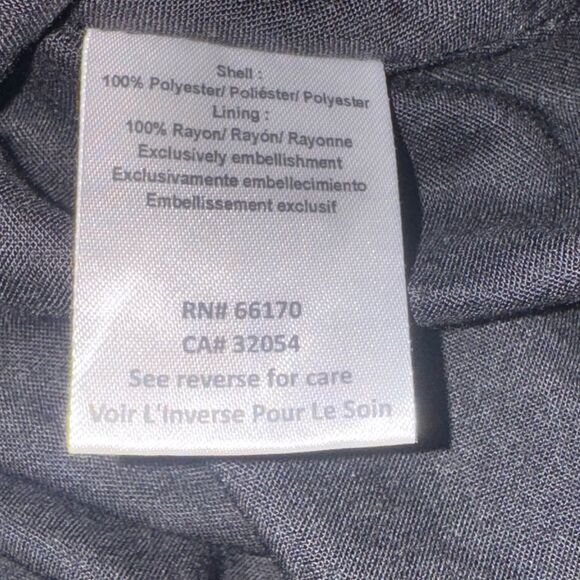 Shell :
100% Polyester/ Poliéster/ Polyester
Lining :
100% Rayon/ Rayón/ Rayonne
Exclusively embellishment
Exclusivamente embellecimiento
Embellissement exclusif
RN# 66170
CA# 32054
See reverse for care
Voir L'Inverse Pour Le Soin